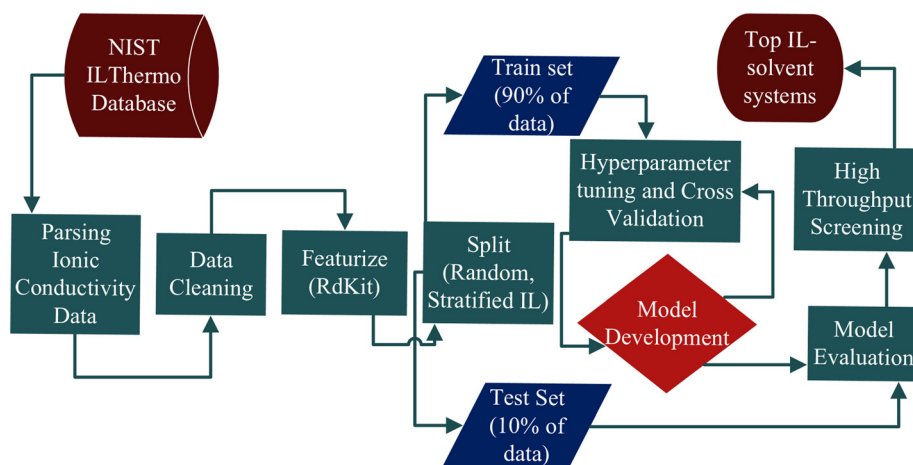 NIST
ILThermo
Database
Parsing
Ionic
Conductivity
Data
Data
Cleaning
Featurize
(RdKit)
Split
(Random,
Stratified IL)
Train set
(90% of
data)
Test Set
(10% of
data)
Hyperparameter
tuning and Cross
Validation
Model
Development
Model
Evaluation
High
Throughput
Screening
Top IL-
solvent
systems